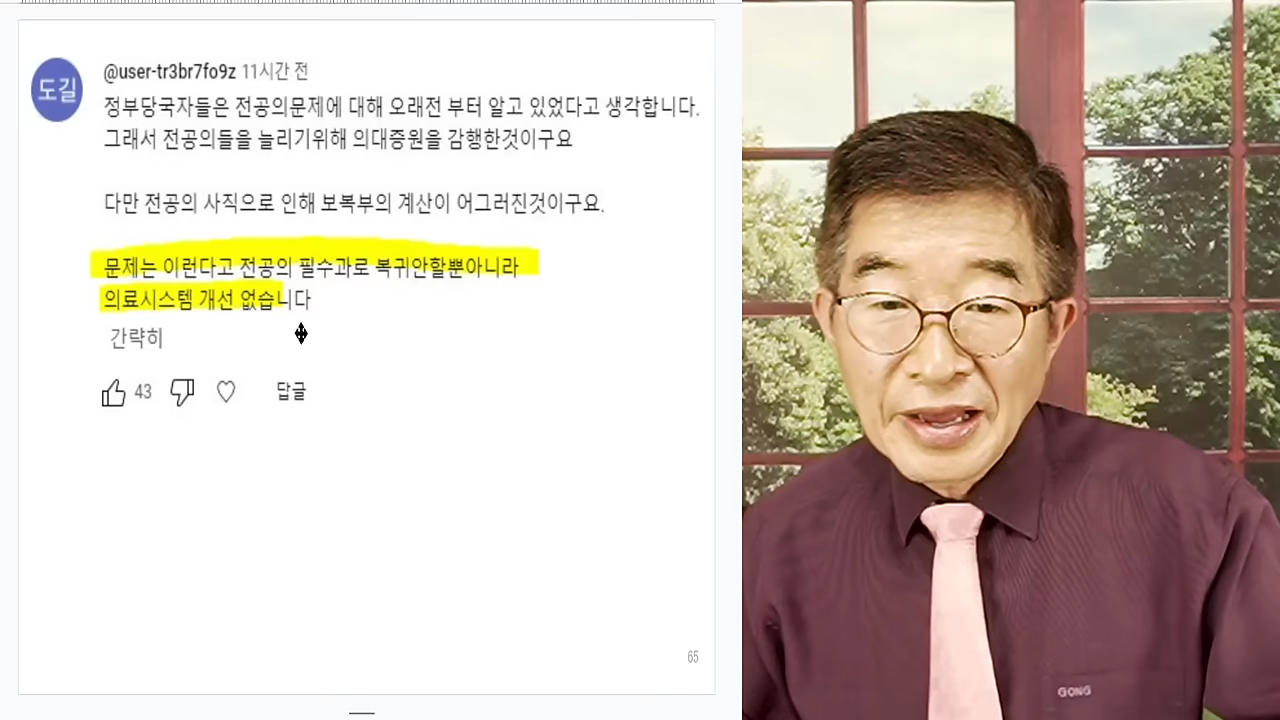 도길
@user-tr3br7fo9z 11시간 전
정부당국자들은 전공의문제에 대해 오래전 부터 알고 있었다고 생각합니다.
그래서 전공의들을 늘리기위해 의대증원을 감행한것이구요
다만 전공의 사직으로 인해 보복부의 계산이 어그러진것이구요.
문제는 이런다고 전공의 필수과로 복귀안할뿐아니라
의료시스템 개선 없습니다
간략히
43 답글
65
GONG